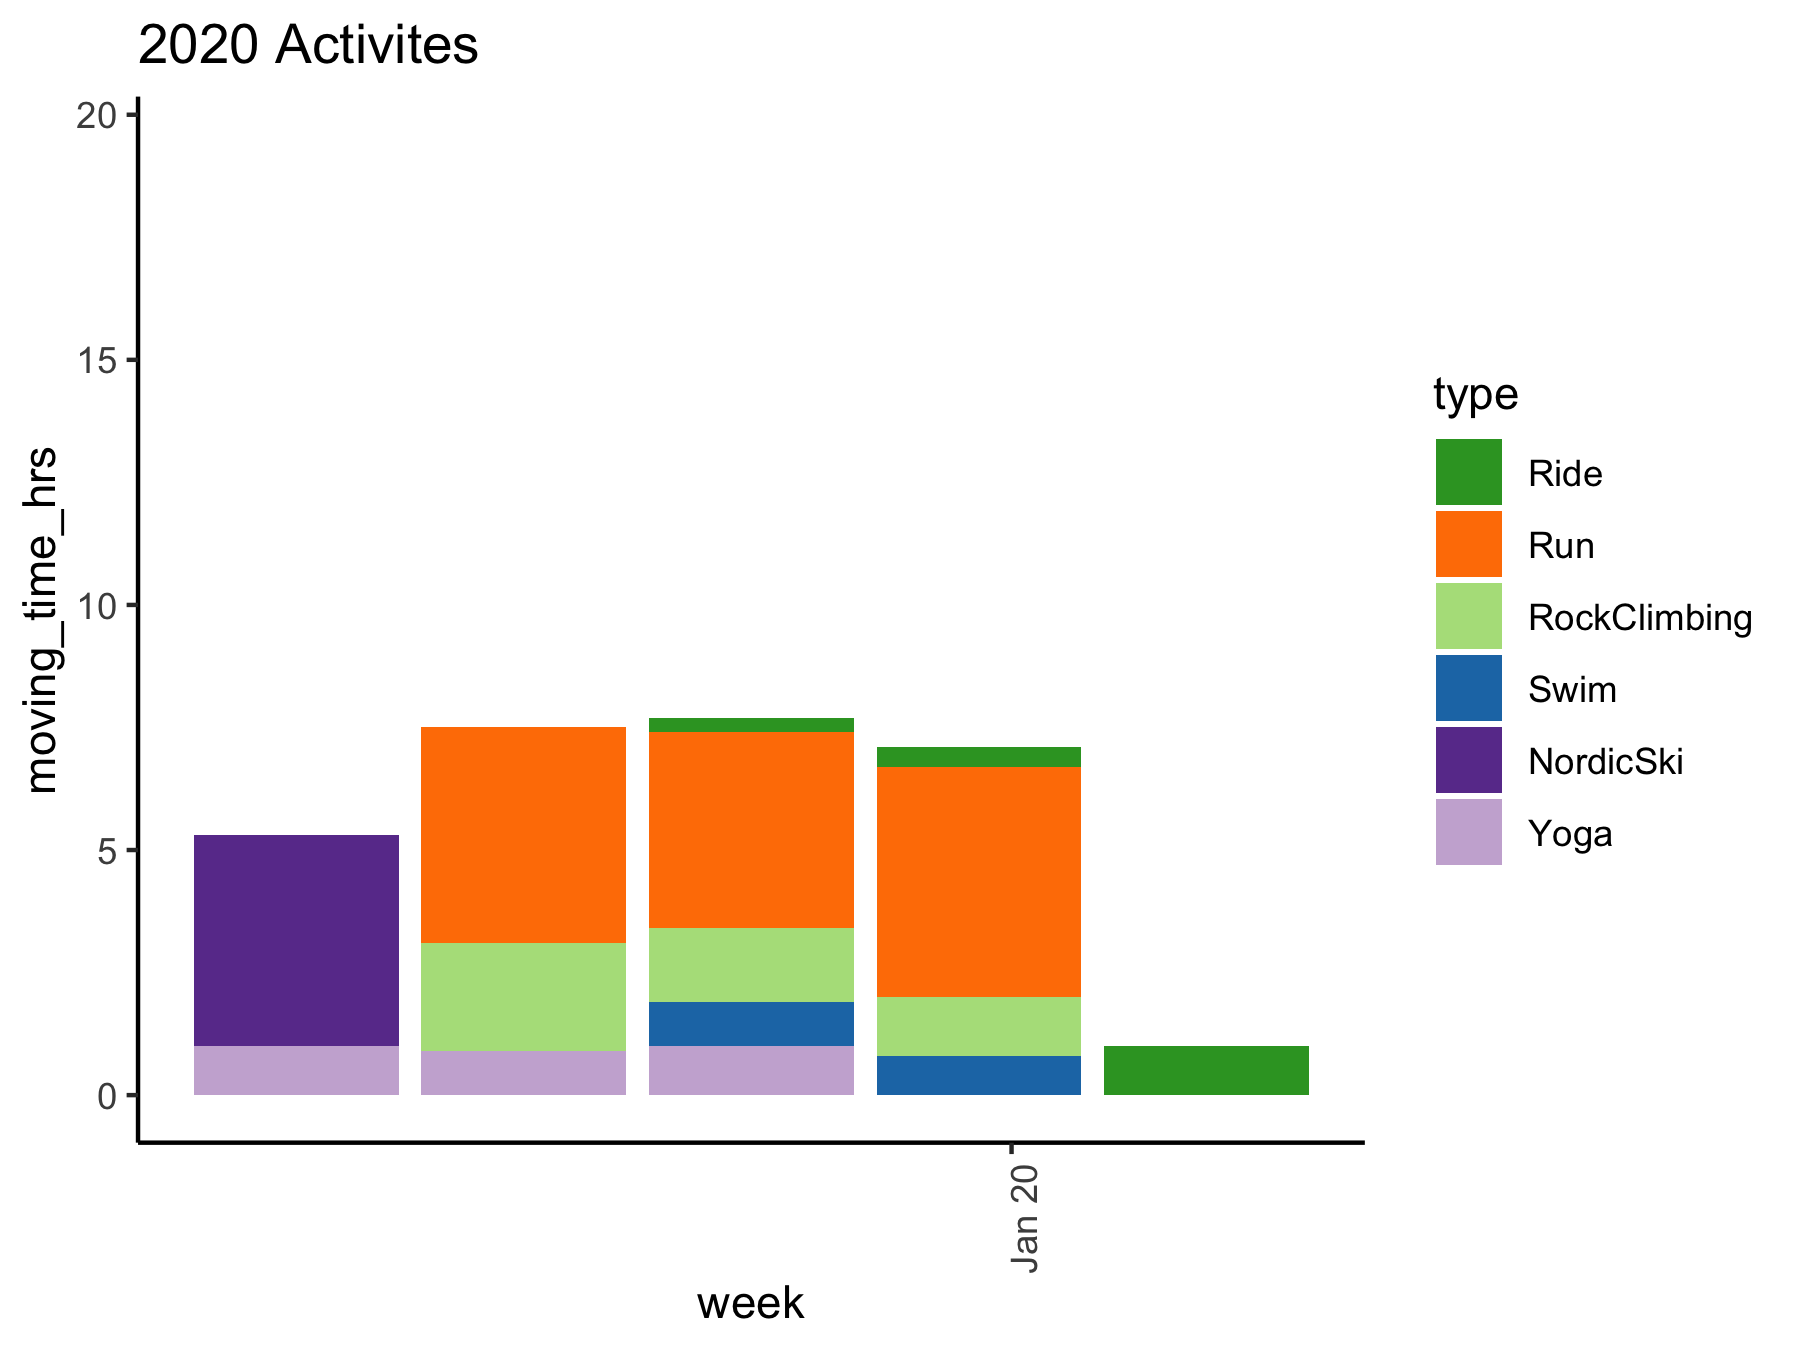 2020 Activites
20
15
10
5
0
moving_time_hrs
Jan 20
week
type
Ride
Run
RockClimbing
Swim
NordicSki
Yoga